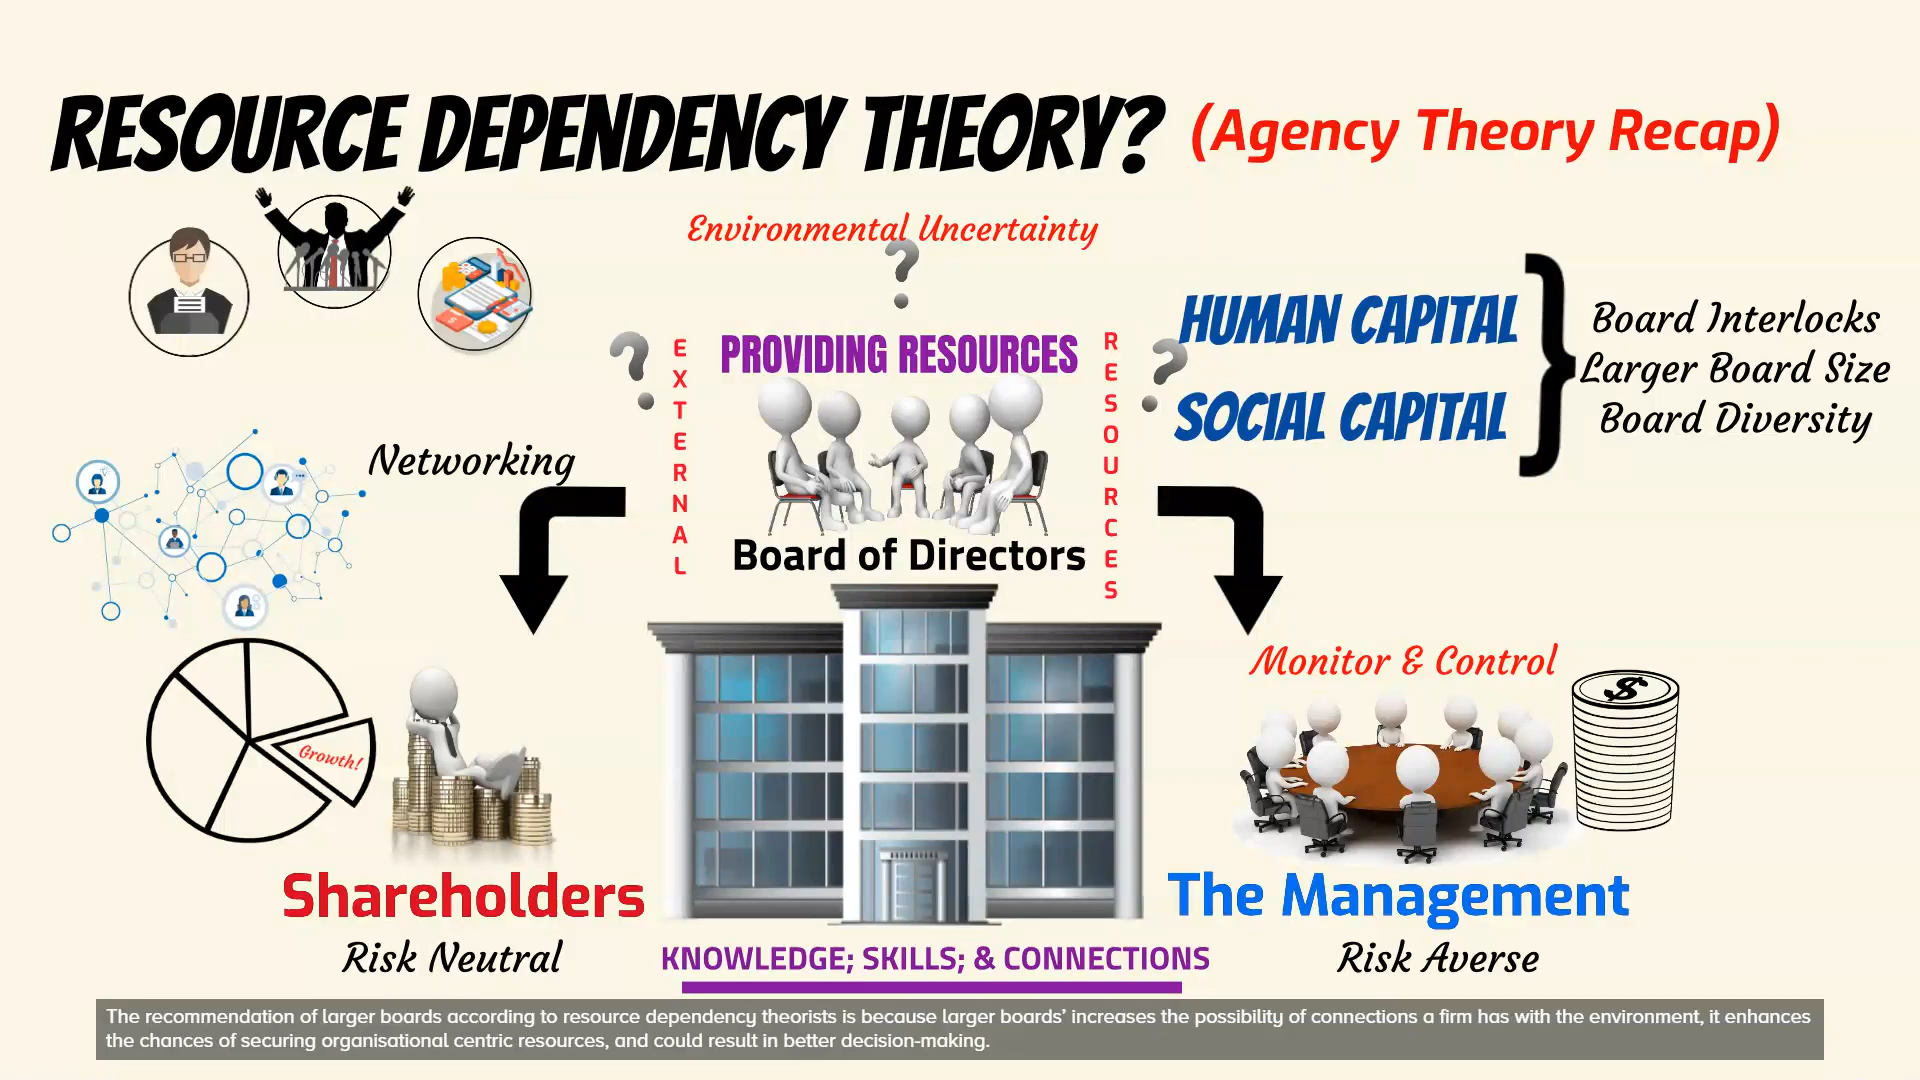 RESOURCE DEPENDENCY THEORY? (Agency Theory Recap)
Environmental Uncertainty
PROVIDING RESOURCES
EXTERNAL
RESOURCES
HUMAN CAPITAL
SOCIAL CAPITAL
Board Interlocks
Larger Board Size
Board Diversity
Networking
Board of Directors
Monitor & Control
Growth!
$
Shareholders
Risk Neutral
The Management
Risk Averse
KNOWLEDGE; SKILLS; & CONNECTIONS
The recommendation of larger boards according to resource dependency theorists is because larger boards’ increases the possibility of connections a firm has with the environment, it enhances
the chances of securing organisational centric resources, and could result in better decision-making.